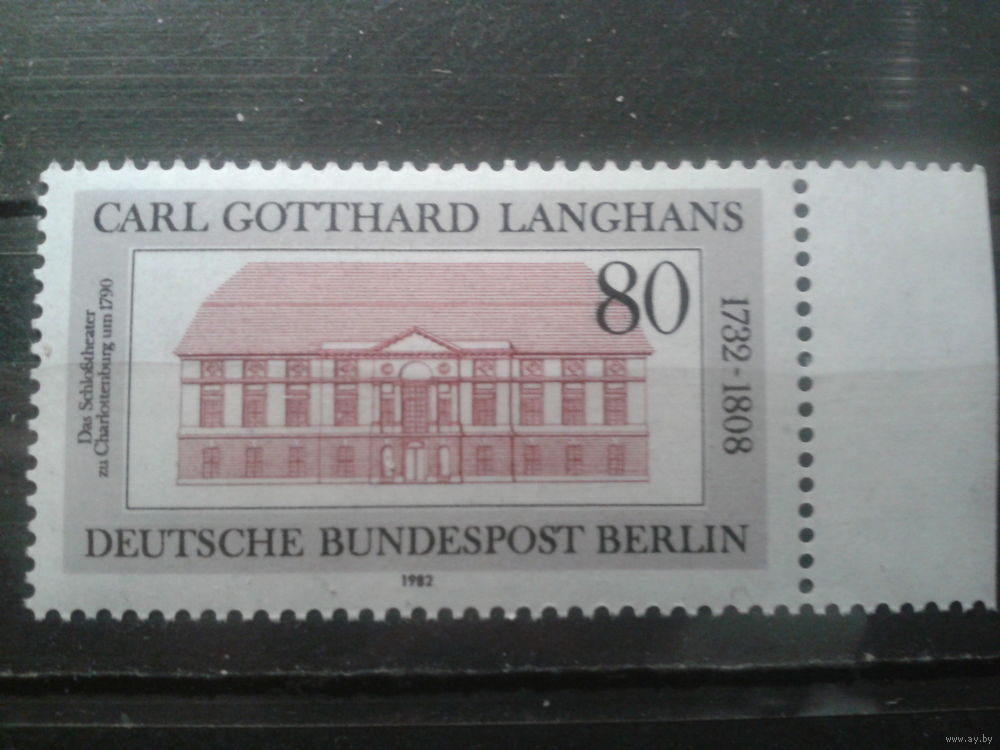 CARL GOTTHARD LANGHANS
80
Das Schloßtheater
zu Charlottenburg um 1790
1732-1808
DEUTSCHE BUNDESPOST BERLIN
1982
www.ay.by